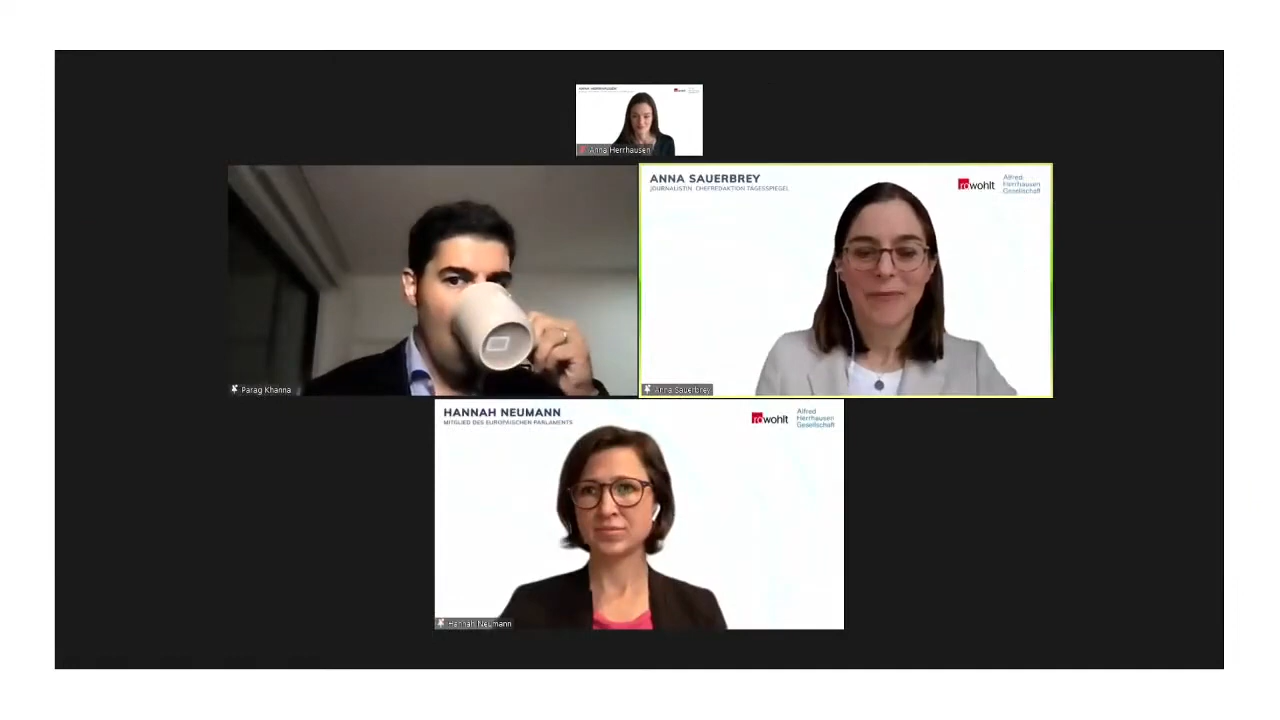 Anna Herrhausen
ANNA SAUERBREY
JOURNALISTIN CHEFREDAKTION TAGESSPIEGEL
rowohlt
Alfred
Herrhausen
Gesellschaft
Parag Khanna
Anna Sauerbrey
HANNAH NEUMANN
MITGLIED DES EUROPÄISCHEN PARLAMENTS
rowohlt
Alfred
Herrhausen
Gesellschaft
Hannah Neumann